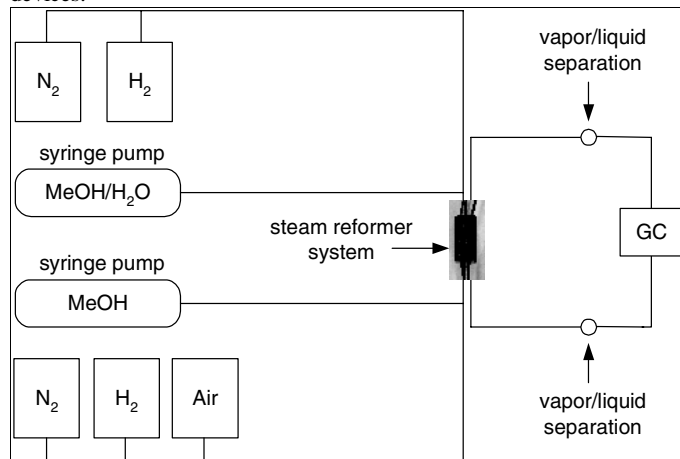 vapor/liquid
separation
N₂
H₂
syringe pump
MeOH/H₂O
steam reformer
system
GC
syringe pump
MeOH
N₂
H₂
Air
vapor/liquid
separation